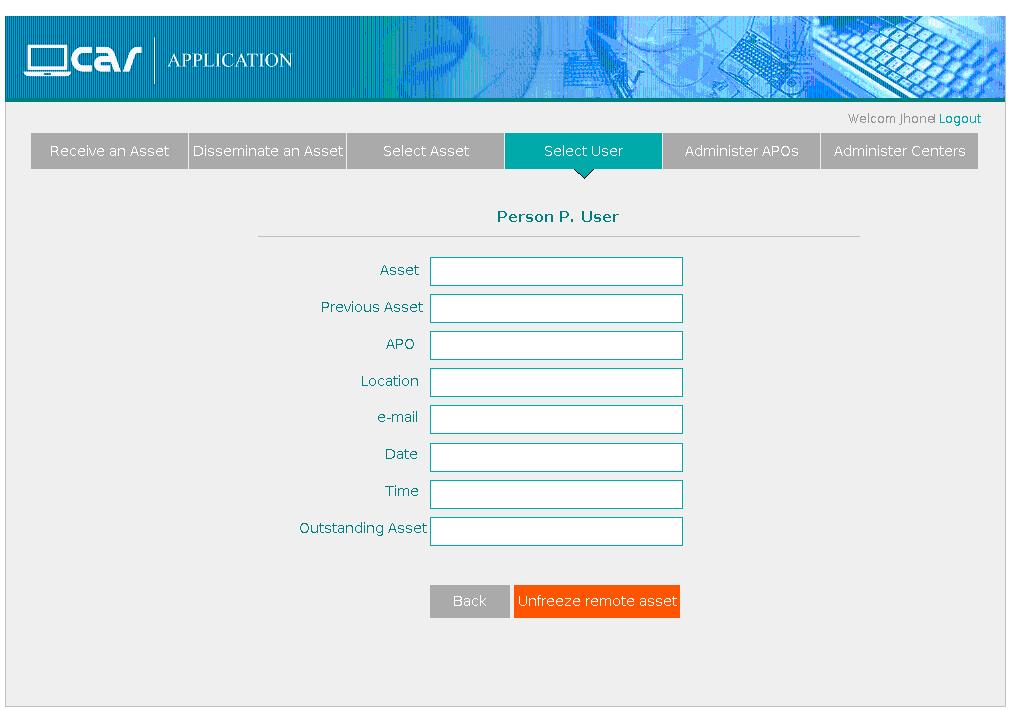 car APPLICATION
Welcom Jhonel Logout
Receive an Asset Disseminate an Asset Select Asset Select User Administer APOs Administer Centers
Person P. User
Asset
Previous Asset
APO
Location
e-mail
Date
Time
Outstanding Asset
Back Unfreeze remote asset